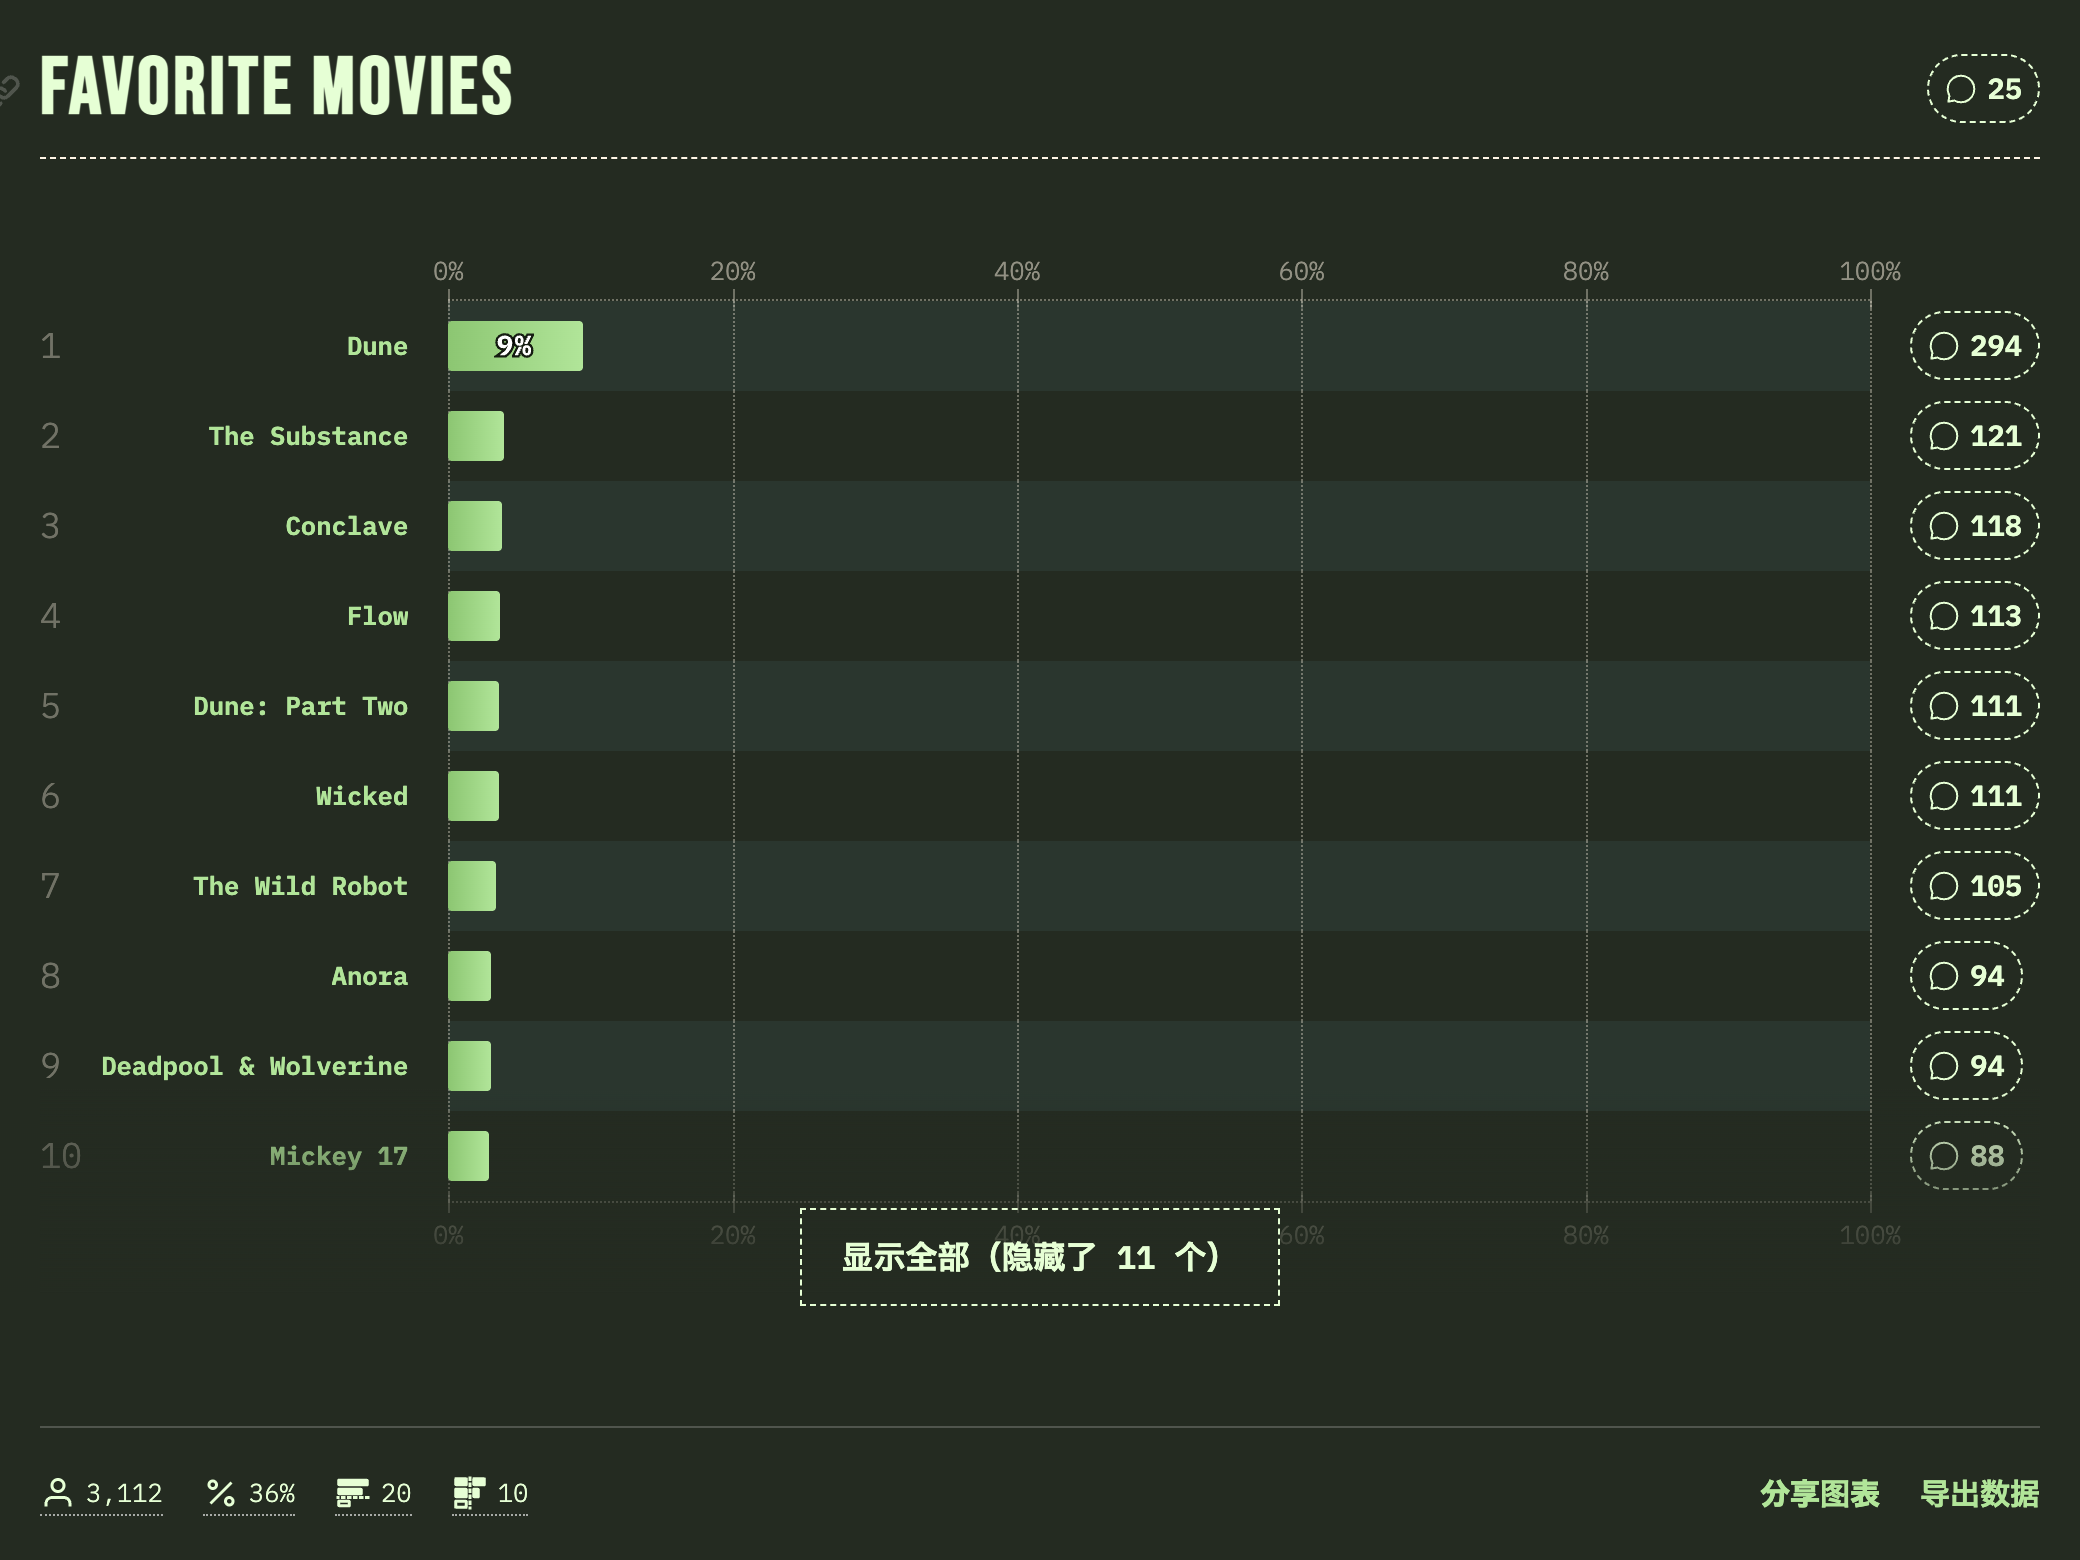 FAVORITE MOVIES
25
0% 20% 40% 60% 80% 100%
1 Dune 9% 294
2 The Substance 121
3 Conclave 118
4 Flow 113
5 Dune: Part Two 111
6 Wicked 111
7 The Wild Robot 105
8 Anora 94
9 Deadpool & Wolverine 94
10 Mickey 17 88
0% 20% 40% 60% 80% 100%
显示全部（隐藏了 11 个）
3,112 36% 20 10 分享图表 导出数据